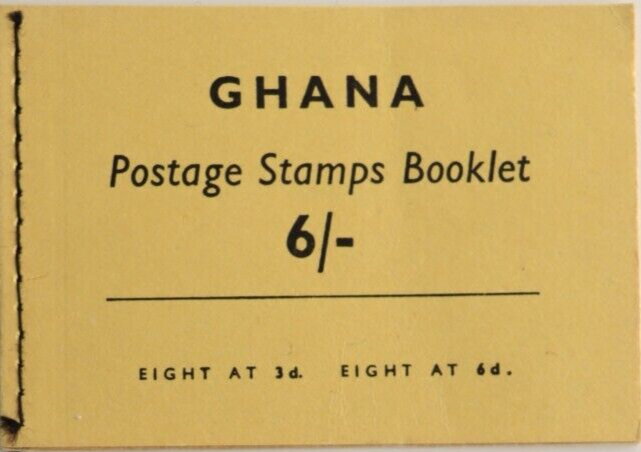 GHANA
Postage Stamps Booklet
6/-
EIGHT AT 3d. EIGHT AT 6d.